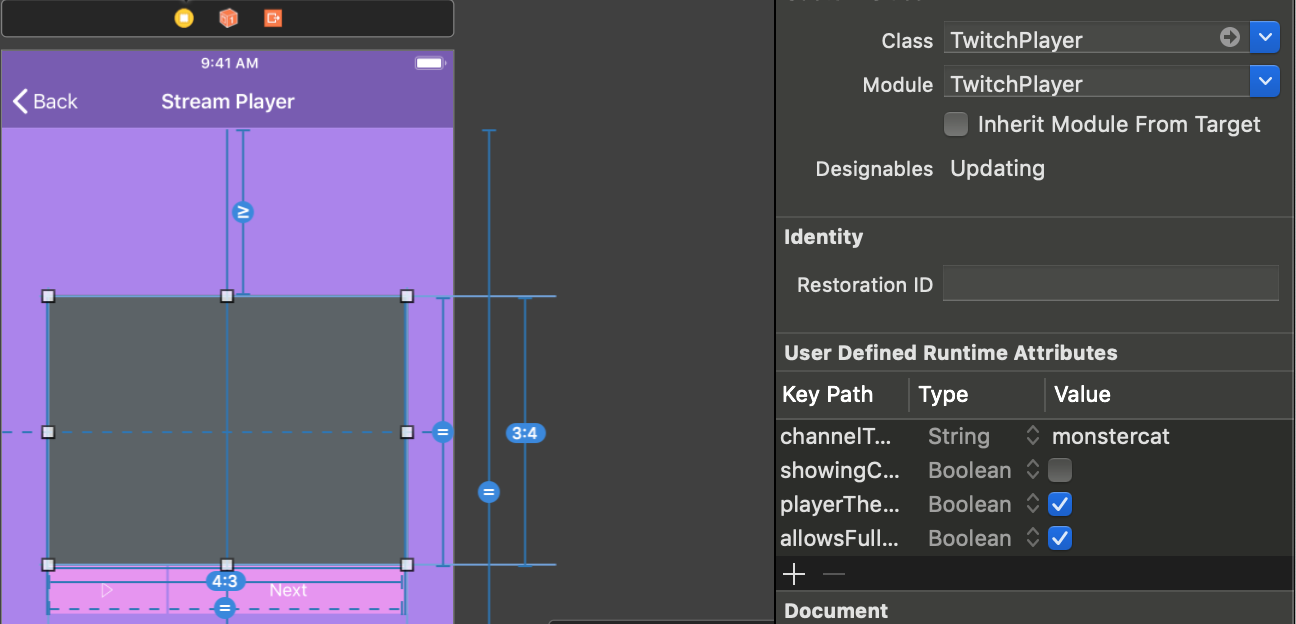 9:41 AM
Back
Stream Player
≥
=
3:4
=
4:3
Next
=
Class
TwitchPlayer
Module
TwitchPlayer
Inherit Module From Target
Designables
Updating
Identity
Restoration ID
User Defined Runtime Attributes
Key Path Type Value
channelT... String monstercat
showingC... Boolean
playerThe... Boolean
allowsFull... Boolean
Document